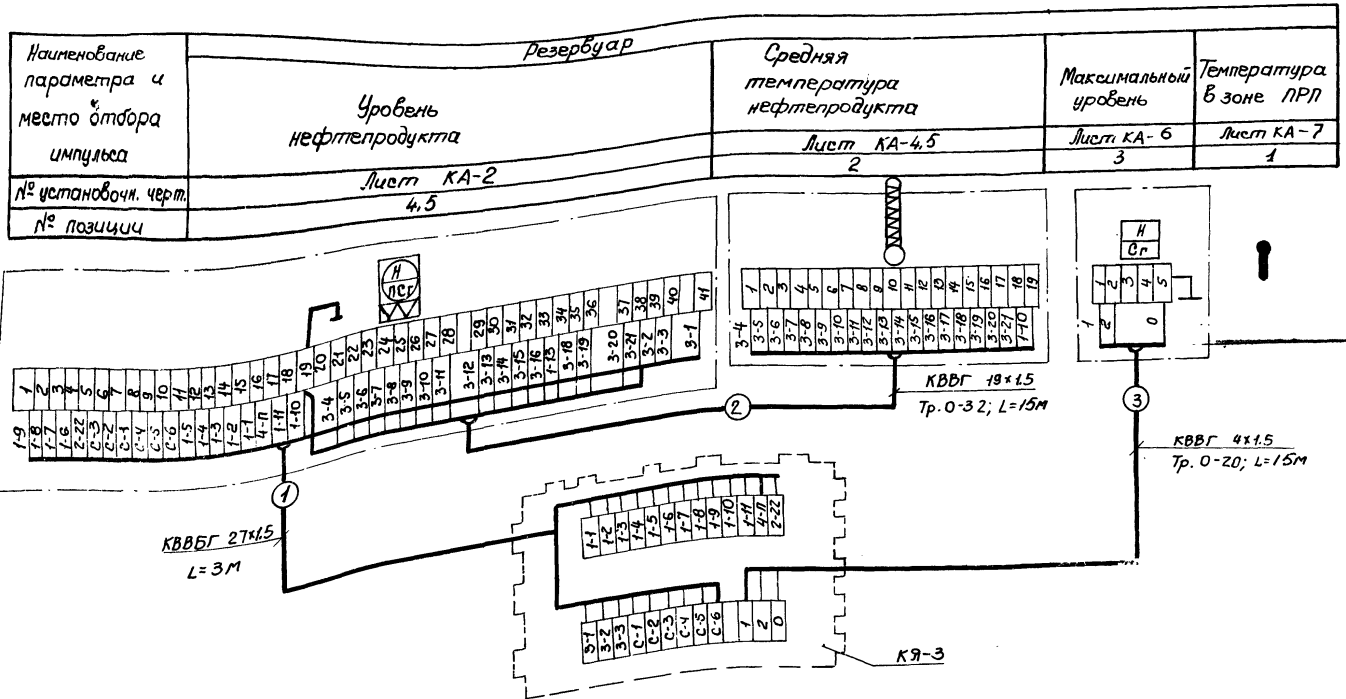 Наименование
параметра и
место отбора
импульса
Резервуар
Уровень
нефтепродукта
Средняя
температура
нефтепродукта
Максимальный
уровень
Температура
в зоне ПРП
№ установочн. черт.
Лист КА-2
Лист КА-4,5
Лист КА-6
Лист КА-7
№ позиции
4,5
2
3
1
Н
ПСг
Н
Сг
1 2 3 4 5 6 7 8 9 10 11 12 13 14 15 16 17 18 19 20 21 22 23 24 25 26 27 28 29 30 31 32 33 34 35 36 37 38 39 40 41
1-9 1-8 1-7 1-6 2-22 С-3 С-2 С-1 С-4 С-5 С-6 1-5 1-4 1-3 1-2 1-1 4-П 1-11 1-10 3-4 3-5 3-6 3-7 3-8 3-9 3-10 3-11 3-12 3-13 3-14 3-15 3-16 1-13 3-18 3-19 3-20 3-21 3-2 3-3 3-1
1 2 3 4 5 6 7 8 9 10 11 12 13 14 15 16 17 18 19
3-4 3-5 3-6 3-7 3-8 3-9 3-10 3-11 3-12 3-13 3-14 3-15 3-16 3-17 3-18 3-19 3-20 3-21 1-10
1 2 3 4 5
1 2 0
КВВГ 19×1.5
Тр. 0-32; L=15м
2
3
КВВГ 4×1.5
Тр. 0-20; L=15м
1
КВВБГ 27×1.5
L=3м
1-1 1-2 1-3 1-4 1-5 1-6 1-7 1-8 1-9 1-10 1-11 4-П 2-22
3-1 3-2 3-3 С-1 С-2 С-3 С-4 С-5 С-6 1 2 0
КЯ-3